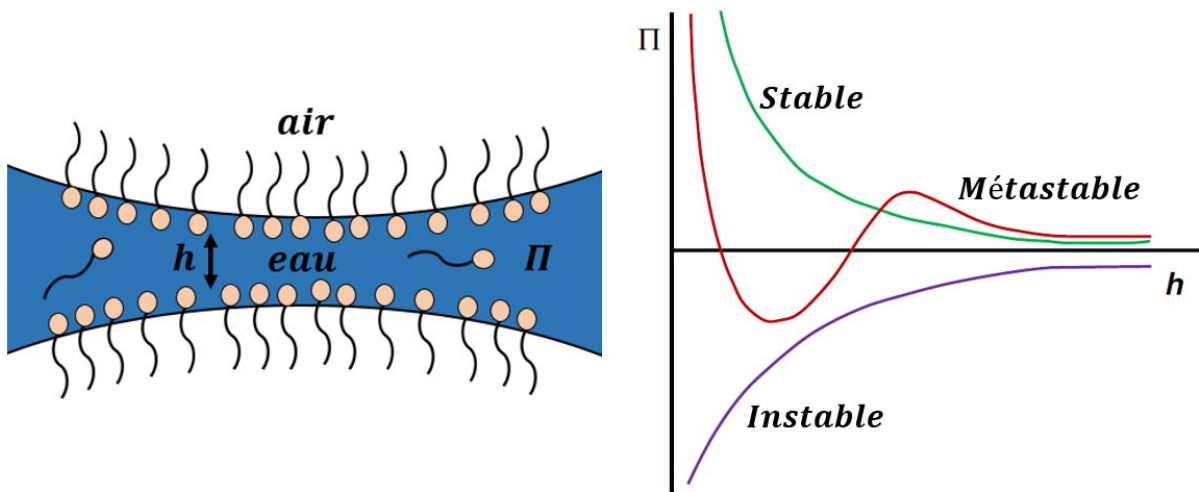 air
h
eau
Π
Π
Stable
Métastable
h
Instable